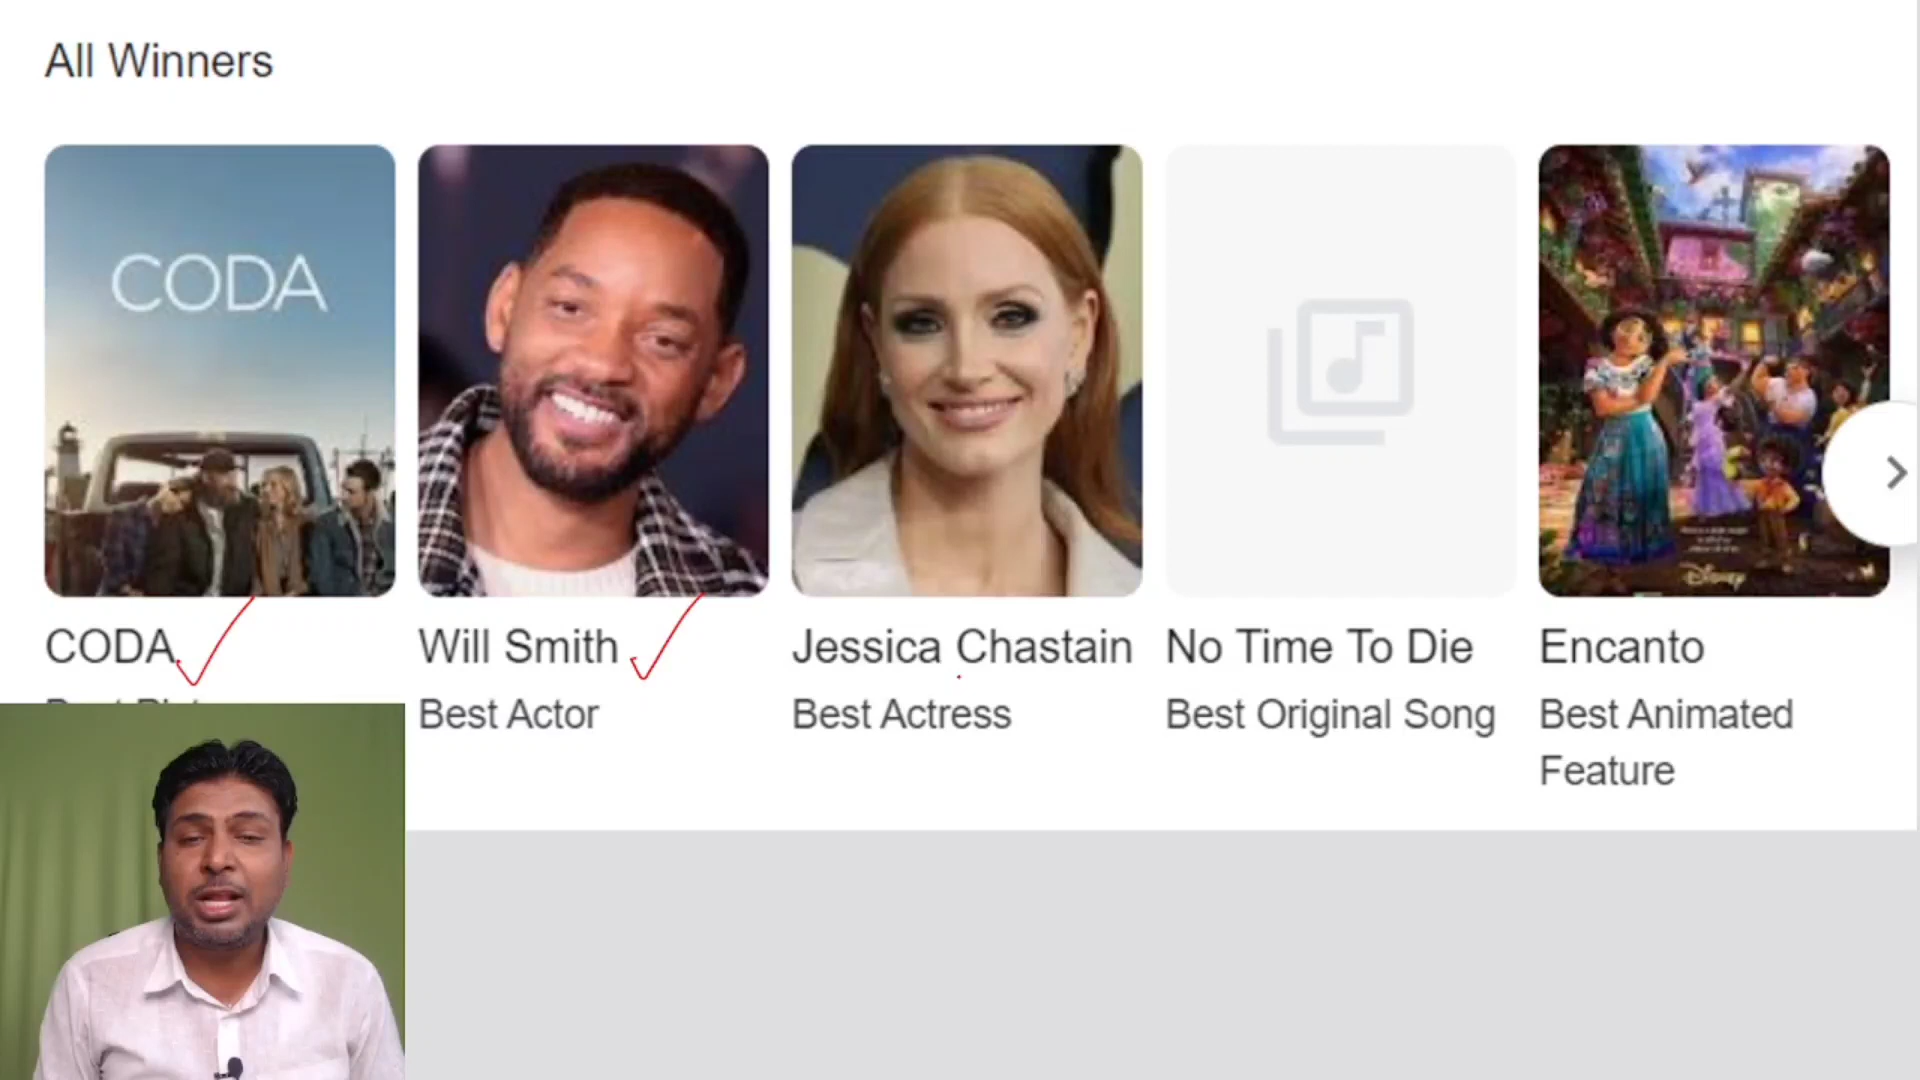 All Winners
CODA
Disney
CODA
Will Smith
Jessica Chastain
No Time To Die
Encanto
Best Actor
Best Actress
Best Original Song
Best Animated
Feature